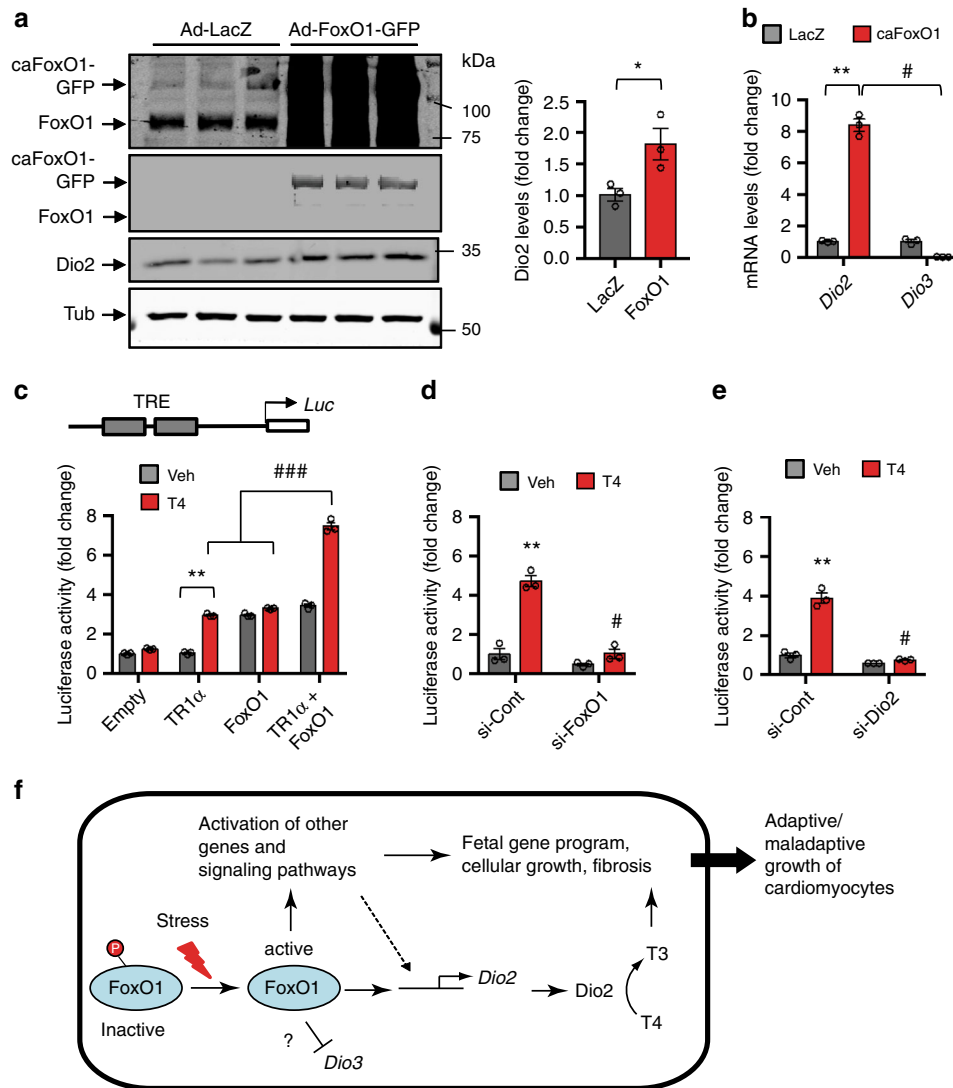 a
Ad-LacZ
Ad-FoxO1-GFP
kDa
caFoxO1-
GFP
FoxO1
100
75
caFoxO1-
GFP
FoxO1
Dio2
35
Tub
50
Dio2 levels (fold change)
2.5
2.0
1.5
1.0
0.5
0.0
*
LacZ
FoxO1
b
LacZ
caFoxO1
mRNA levels (fold change)
10
8
6
4
2
0
**
#
Dio2
Dio3
c
TRE
Luc
Veh
T4
Luciferase activity (fold change)
8
6
4
2
0
**
###
Empty
TR1α
FoxO1
TR1α +
FoxO1
d
Veh
T4
Luciferase activity (fold change)
8
6
4
2
0
**
#
si-Cont
si-FoxO1
e
Veh
T4
Luciferase activity (fold change)
8
6
4
2
0
**
#
si-Cont
si-Dio2
f
Activation of other
genes and
signaling pathways
Fetal gene program,
cellular growth, fibrosis
Adaptive/
maladaptive
growth of
cardiomyocytes
Stress
P
FoxO1
Inactive
active
FoxO1
?
Dio3
Dio2
Dio2
T3
T4